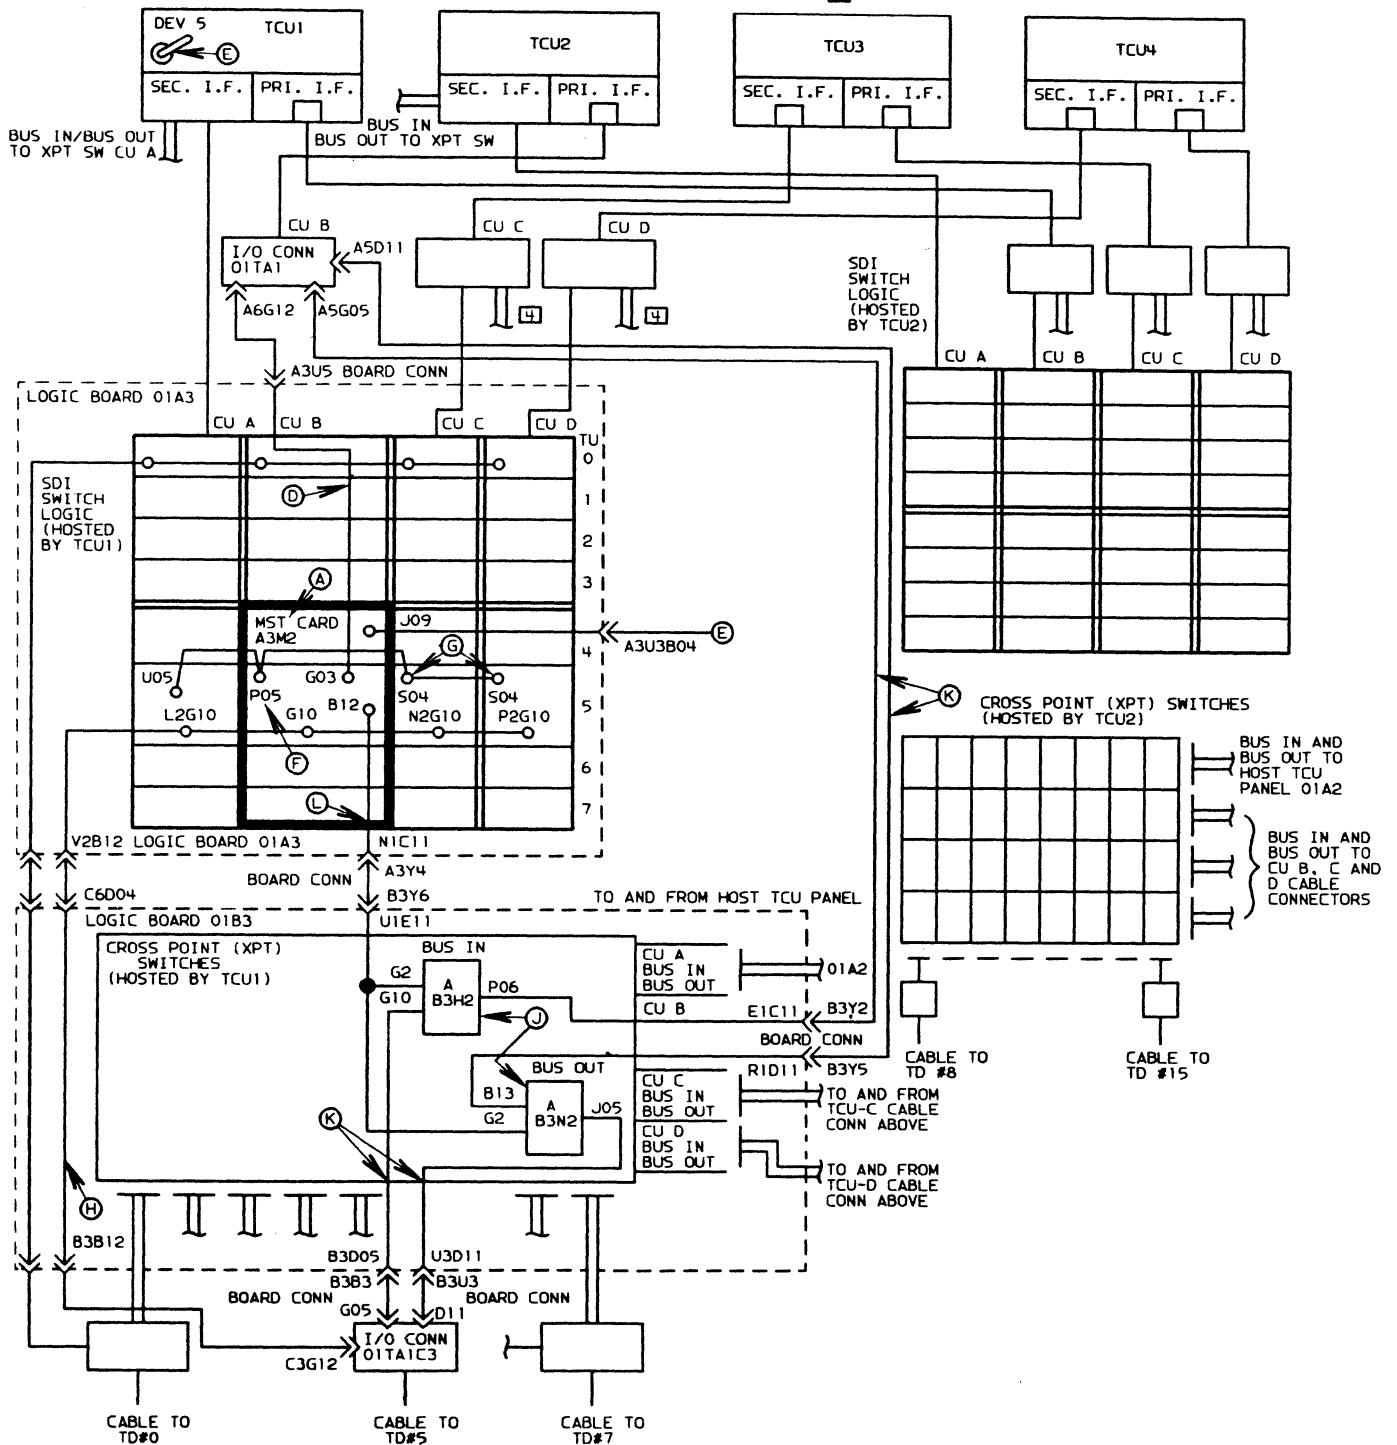 DEV 5
TCU1
E
SEC. I.F.
PRI. I.F.
TCU2
SEC. I.F.
PRI. I.F.
TCU3
SEC. I.F.
PRI. I.F.
TCU4
SEC. I.F.
PRI. I.F.
BUS IN/BUS OUT
TO XPT SW CU A
BUS IN
BUS OUT TO XPT SW
CU B
I/O CONN
01TA1
A5D11
A6G12
A5G05
CU C
CU D
4
4
SDI
SWITCH
LOGIC
(HOSTED
BY TCU2)
CU A
CU B
CU C
CU D
A3U5 BOARD CONN
LOGIC BOARD 01A3
CU A
CU B
CU C
CU D
TU
0
1
2
3
4
5
6
7
SDI
SWITCH
LOGIC
(HOSTED
BY TCU1)
D
A
MST CARD
A3M2
J09
A3U3B04
E
G
U05
P05
G03
S04
S04
B12
L2G10
G10
N2G10
P2G10
F
L
K
CROSS POINT (XPT) SWITCHES
(HOSTED BY TCU2)
BUS IN AND
BUS OUT TO
HOST TCU
PANEL 01A2
BUS IN AND
BUS OUT TO
CU B, C AND
D CABLE
CONNECTORS
CABLE TO
TD #8
CABLE TO
TD #15
V2B12 LOGIC BOARD 01A3
N1C11
A3Y4
BOARD CONN
C6D04
B3Y6
TO AND FROM HOST TCU PANEL
LOGIC BOARD 01B3
U1E11
CROSS POINT (XPT)
SWITCHES
(HOSTED BY TCU1)
BUS IN
G2
G10
A
B3H2
P06
J
CU A
BUS IN
BUS OUT
01A2
CU B
E1C11
B3Y2
BOARD CONN
R1D11
B3Y5
BUS OUT
B13
G2
A
B3N2
J05
CU C
BUS IN
BUS OUT
TO AND FROM
TCU-C CABLE
CONN ABOVE
CU D
BUS IN
BUS OUT
TO AND FROM
TCU-D CABLE
CONN ABOVE
K
H
B3B12
B3D05
U3D11
B3B3
B3U3
BOARD CONN
BOARD CONN
G05
D11
I/O CONN
01TA1C3
C3G12
CABLE TO
TD#0
CABLE TO
TD#5
CABLE TO
TD#7